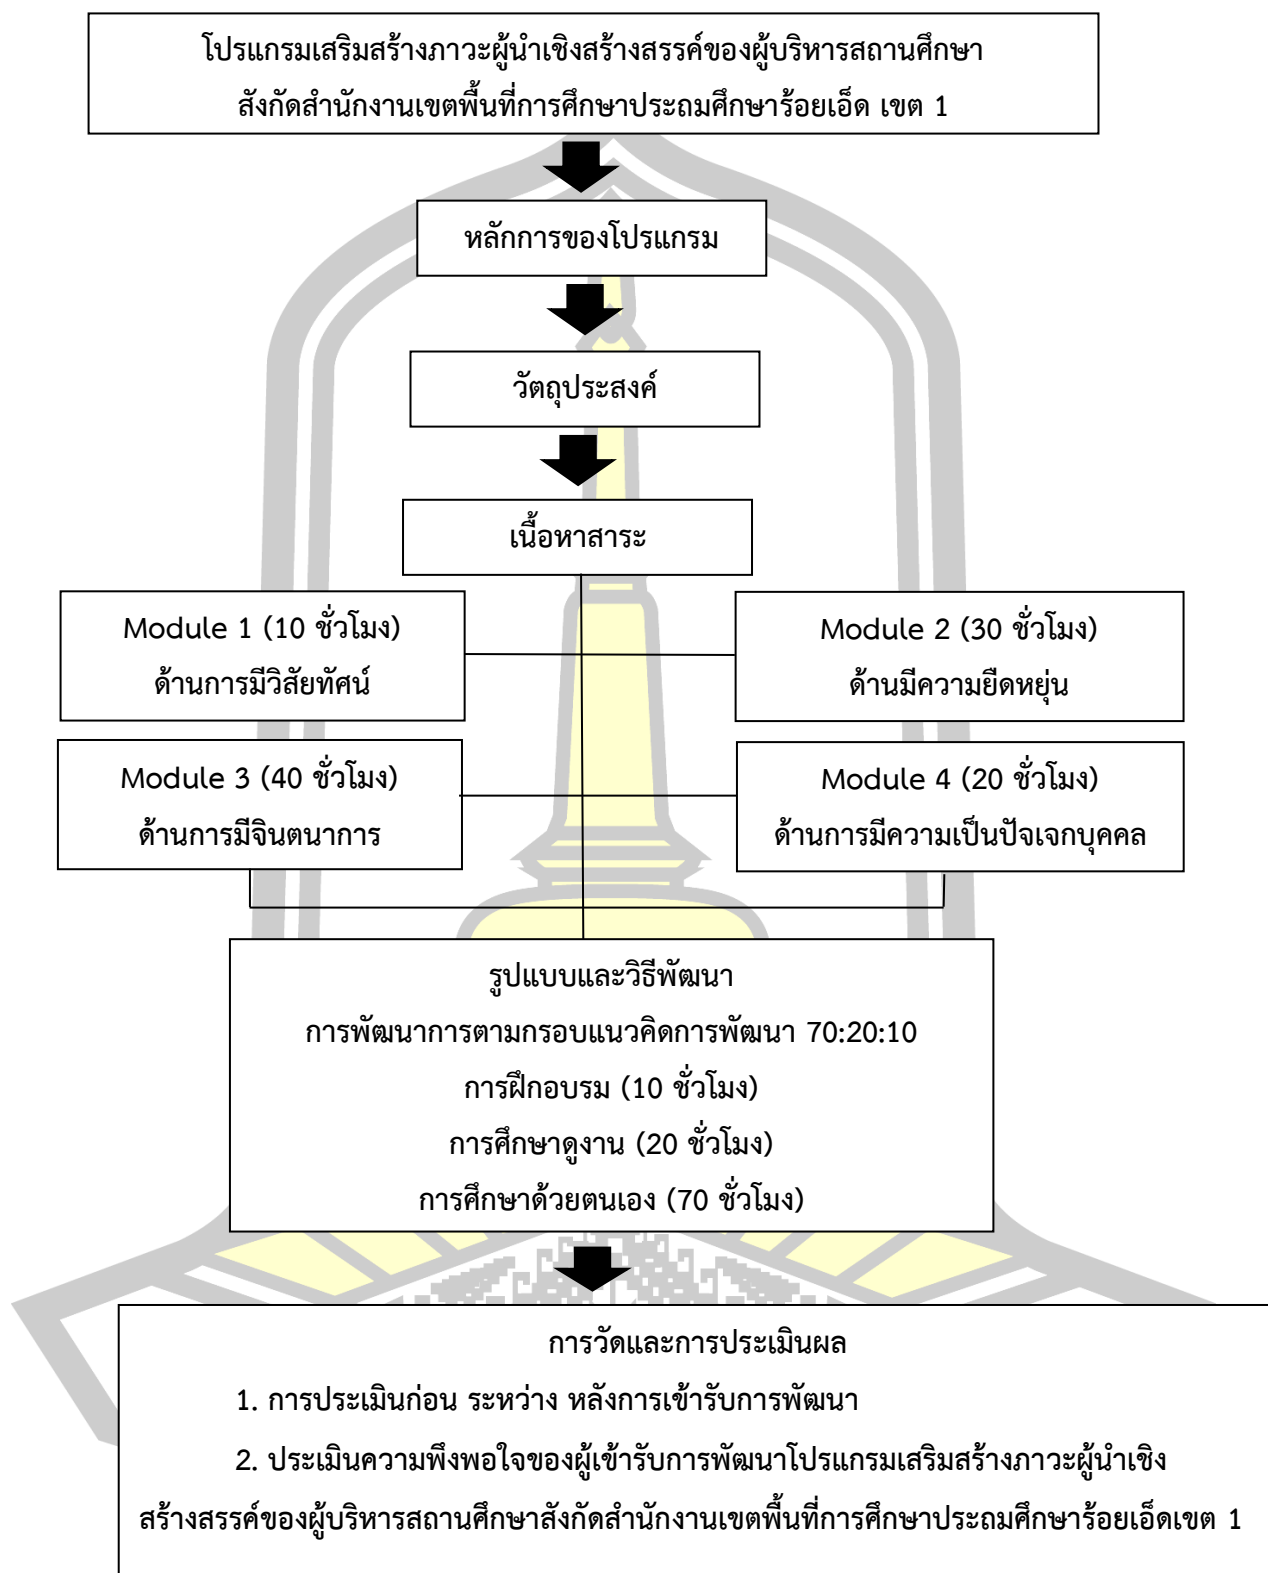 โปรแกรมเสริมสร้างภาวะผู้นำเชิงสร้างสรรค์ของผู้บริหารสถานศึกษา
สังกัดสำนักงานเขตพื้นที่การศึกษาประถมศึกษาร้อยเอ็ด เขต 1
หลักการของโปรแกรม
วัตถุประสงค์
เนื้อหาสาระ
Module 1 (10 ชั่วโมง)
ด้านการมีวิสัยทัศน์
Module 2 (30 ชั่วโมง)
ด้านมีความยืดหยุ่น
Module 3 (40 ชั่วโมง)
ด้านการมีจินตนาการ
Module 4 (20 ชั่วโมง)
ด้านการมีความเป็นปัจเจกบุคคล
รูปแบบและวิธีพัฒนา
การพัฒนาการตามกรอบแนวคิดการพัฒนา 70:20:10
การฝึกอบรม (10 ชั่วโมง)
การศึกษาดูงาน (20 ชั่วโมง)
การศึกษาด้วยตนเอง (70 ชั่วโมง)
การวัดและการประเมินผล
1. การประเมินก่อน ระหว่าง หลังการเข้ารับการพัฒนา
2. ประเมินความพึงพอใจของผู้เข้ารับการพัฒนาโปรแกรมเสริมสร้างภาวะผู้นำเชิง
สร้างสรรค์ของผู้บริหารสถานศึกษาสังกัดสำนักงานเขตพื้นที่การศึกษาประถมศึกษาร้อยเอ็ดเขต 1